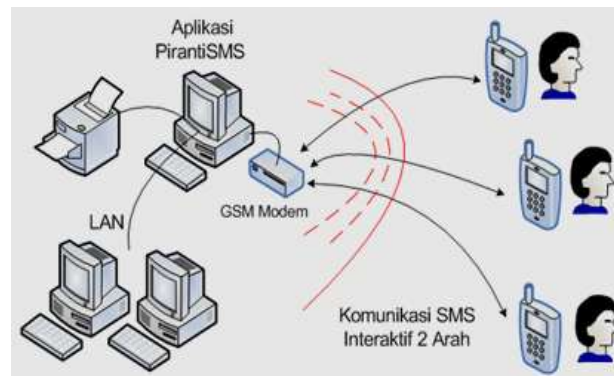 Aplikasi
PirantiSMS
GSM Modem
LAN
Komunikasi SMS
Interaktif 2 Arah